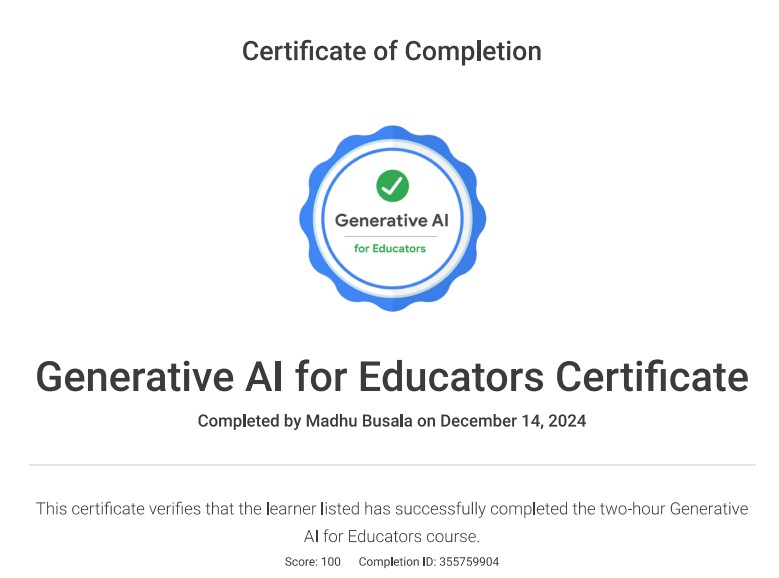 Certificate of Completion
Generative AI
for Educators
Generative AI for Educators Certificate
Completed by Madhu Busala on December 14, 2024
This certificate verifies that the learner listed has successfully completed the two-hour Generative
AI for Educators course.
Score: 100 Completion ID: 355759904